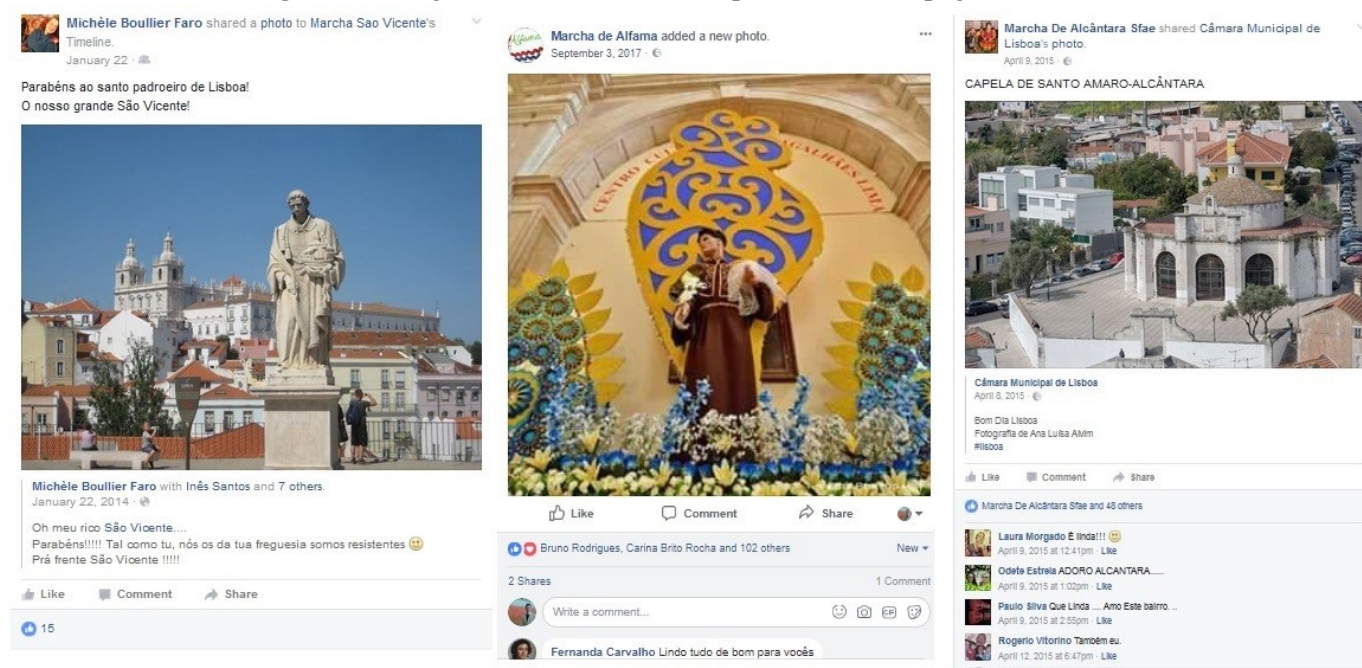 Michèle Boullier Faro shared a photo to Marcha Sao Vicente's
Timeline.
January 22
Parabéns ao santo padroeiro de Lisboa!
O nosso grande São Vicente!
Michèle Boullier Faro with Inês Santos and 7 others.
January 22, 2014
Oh meu rico São Vicente....
Parabéns!!!!! Tal como tu, nós os da tua freguesia somos resistentes
Prá frente São Vicente !!!!!
Like Comment Share
15
Alfama
Marcha de Alfama added a new photo.
September 3, 2017
CENTRO MAGALHÃES LIMA
Like Comment Share
Bruno Rodrigues, Carina Brito Rocha and 102 others New
2 Shares 1 Comment
Write a comment...
GIF
Fernanda Carvalho Lindo tudo de bom para vocês
Marcha De Alcântara Sfae shared Câmara Municipal de
Lisboa's photo.
April 9, 2015
CAPELA DE SANTO AMARO-ALCÂNTARA
Câmara Municipal de Lisboa
April 8, 2015
Bom Dia Lisboa
Fotografia de Ana Luísa Alvim
#lisboa
Like Comment Share
Marcha De Alcântara Sfae and 48 others
Laura Morgado É linda!!!
April 9, 2015 at 12:41pm · Like
Odete Estrela ADORO ALCANTARA.....
April 9, 2015 at 1:02pm · Like
Paulo Silva Que Linda .... Amo Este bairro. ..
April 9, 2015 at 2:55pm · Like
Rogerio Vitorino Também eu.
April 12, 2015 at 6:47pm · Like